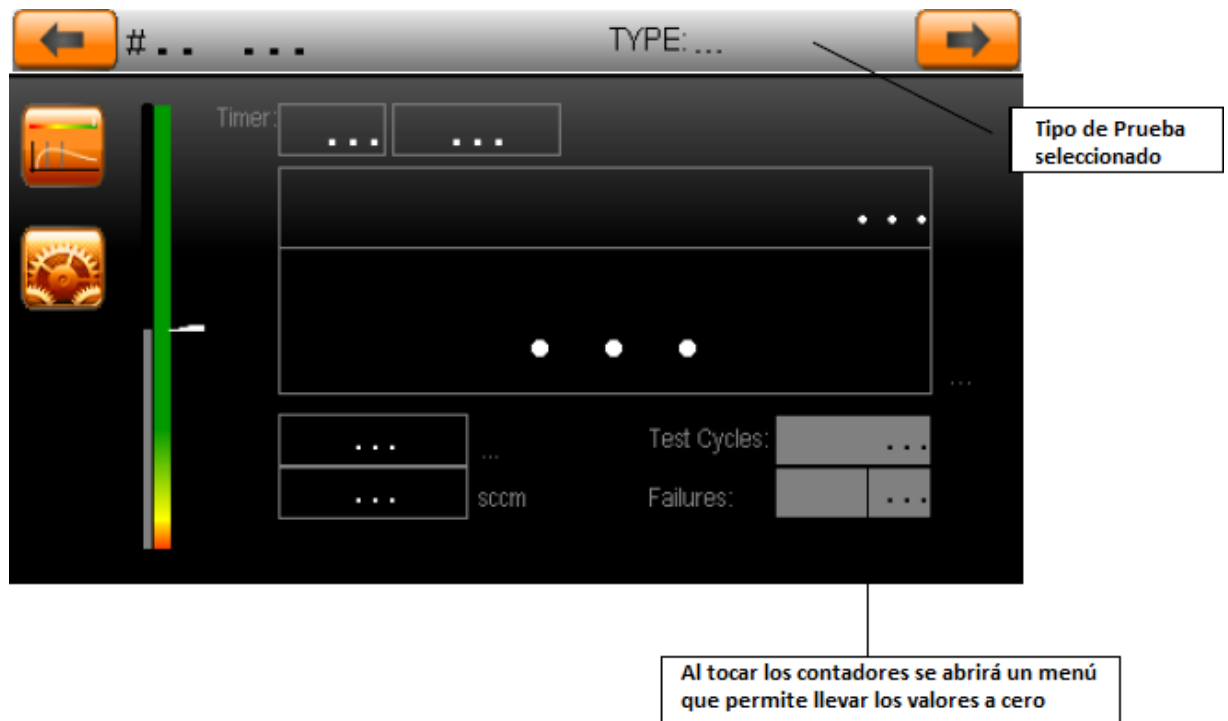 #.. ...
TYPE:...
Tipo de Prueba
seleccionado
Timer:
... ...
...
...
...
... ...
Test Cycles: ...
... sccm
Failures: ...
Al tocar los contadores se abrirá un menú
que permite llevar los valores a cero